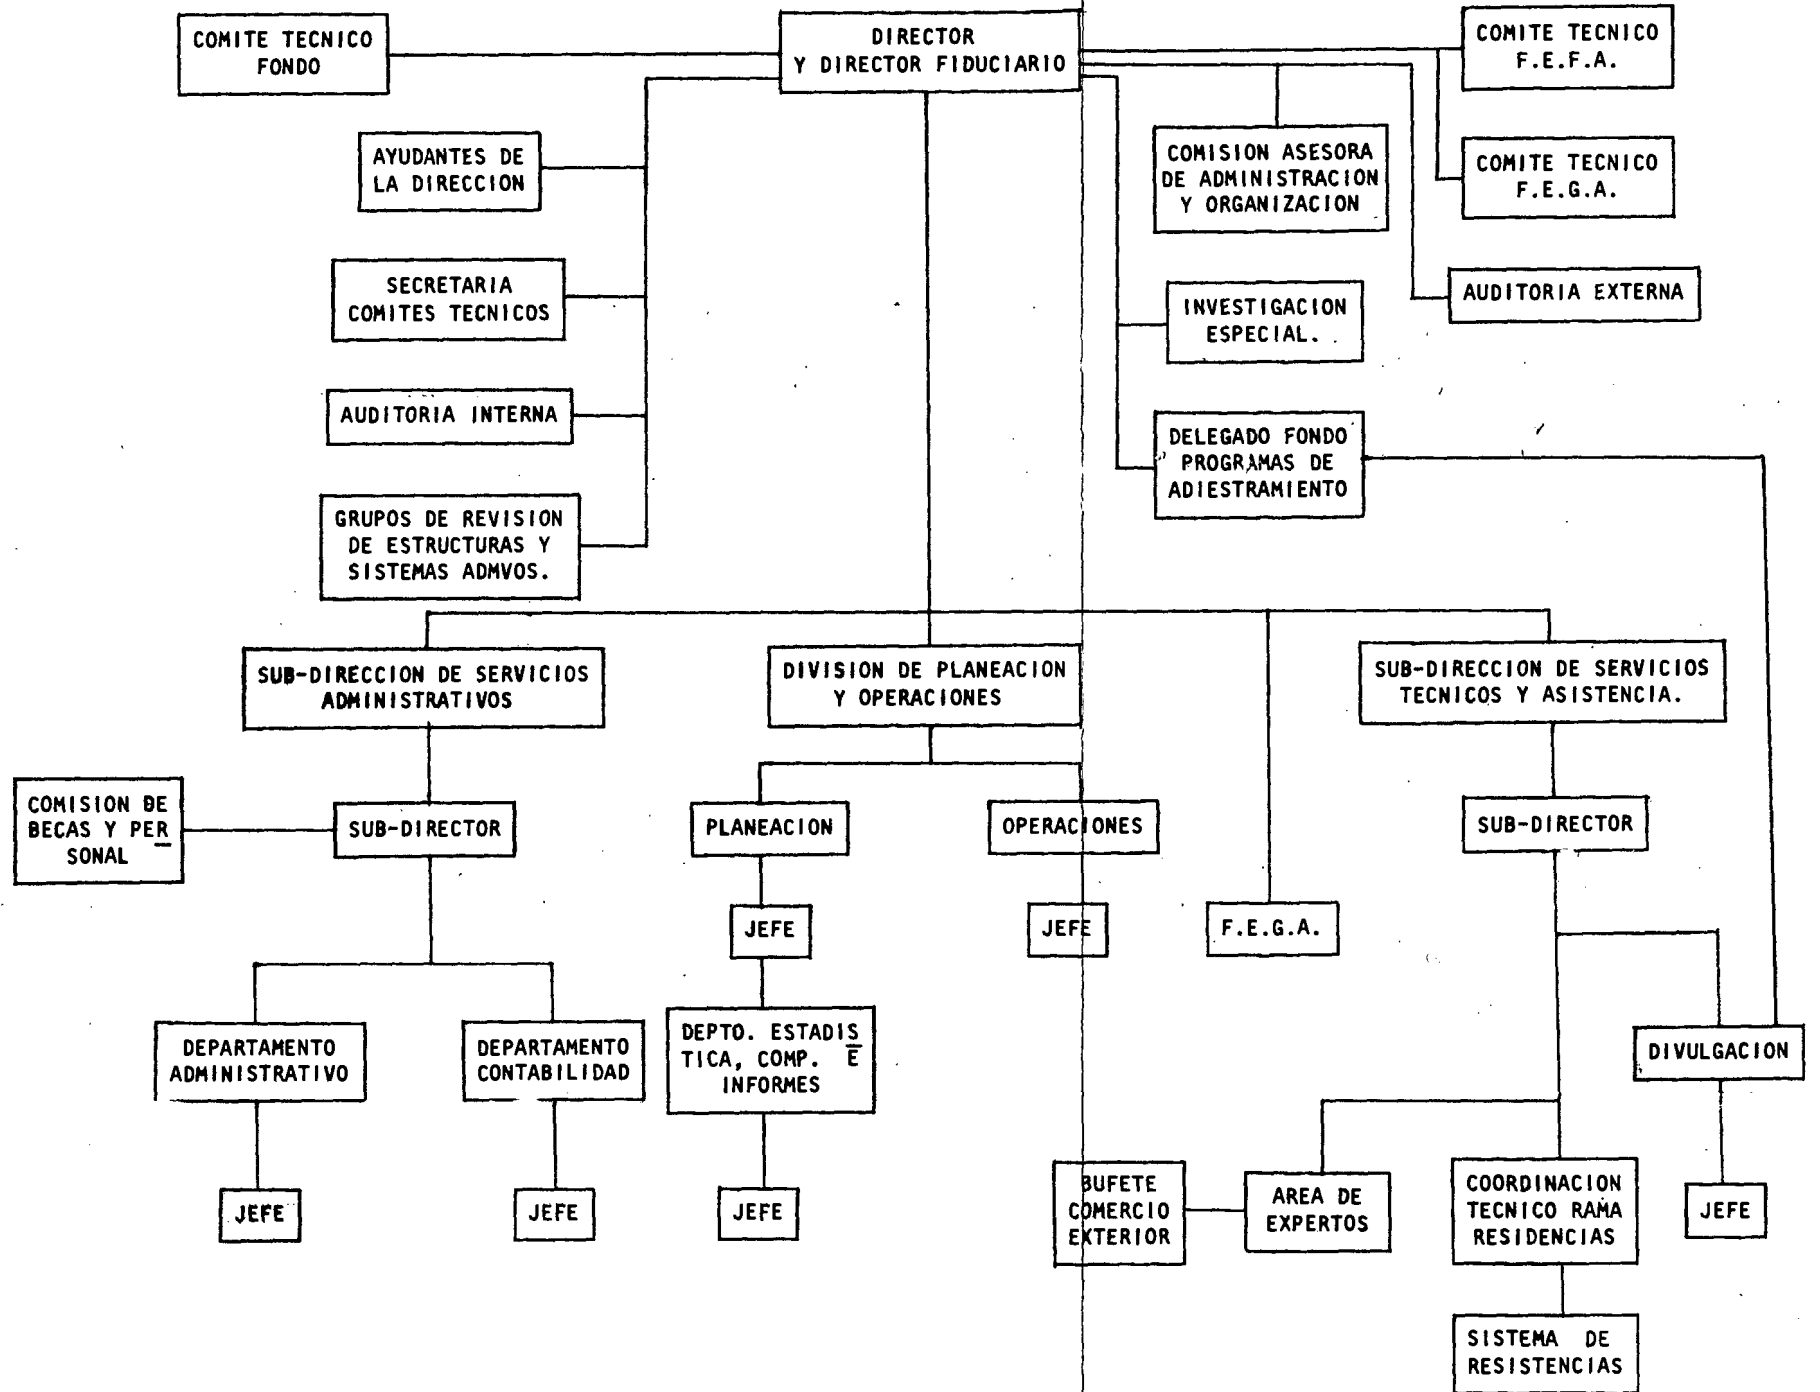 COMITE TECNICO
FONDO
DIRECTOR
Y DIRECTOR FIDUCIARIO
COMITE TECNICO
F.E.F.A.
AYUDANTES DE
LA DIRECCION
COMISION ASESORA
DE ADMINISTRACION
Y ORGANIZACION
COMITE TECNICO
F.E.G.A.
SECRETARIA
COMITES TECNICOS
INVESTIGACION
ESPECIAL.
AUDITORIA EXTERNA
AUDITORIA INTERNA
DELEGADO FONDO
PROGRAMAS DE
ADIESTRAMIENTO
GRUPOS DE REVISION
DE ESTRUCTURAS Y
SISTEMAS ADMVOS.
SUB-DIRECCION DE SERVICIOS
ADMINISTRATIVOS
DIVISION DE PLANEACION
Y OPERACIONES
SUB-DIRECCION DE SERVICIOS
TECNICOS Y ASISTENCIA.
COMISION DE
BECAS Y PER
SONAL
SUB-DIRECTOR
PLANEACION
OPERACIONES
SUB-DIRECTOR
JEFE
JEFE
F.E.G.A.
DEPARTAMENTO
ADMINISTRATIVO
DEPARTAMENTO
CONTABILIDAD
DEPTO. ESTADIS
TICA, COMP. E
INFORMES
DIVULGACION
JEFE
JEFE
JEFE
BUFETE
COMERCIO
EXTERIOR
AREA DE
EXPERTOS
COORDINACION
TECNICO RAMA
RESIDENCIAS
JEFE
SISTEMA DE
RESISTENCIAS